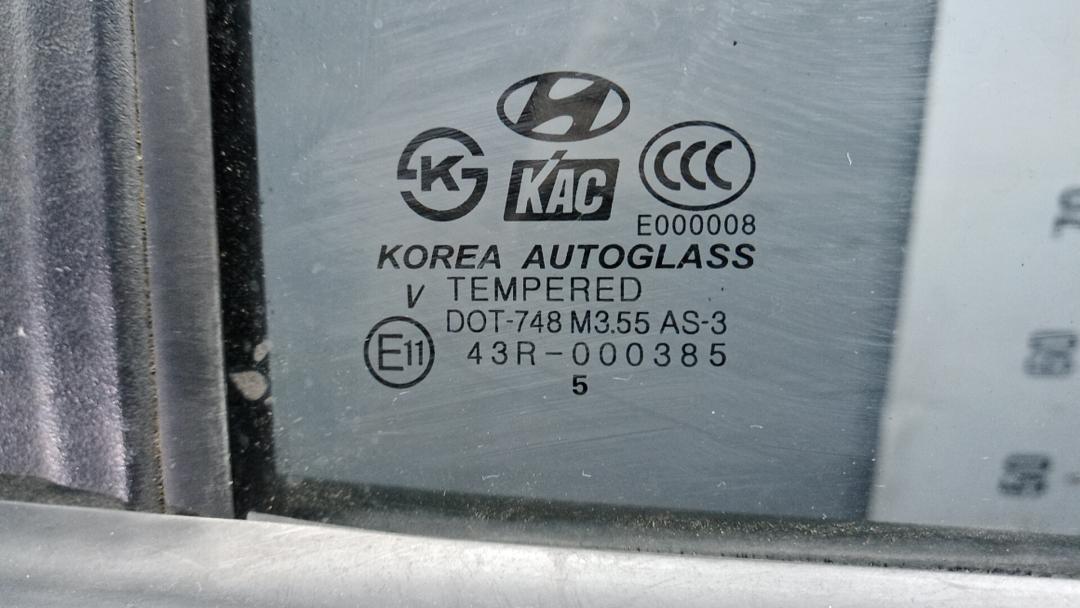 K
KAC
CCC
E000008
KOREA AUTOGLASS
V TEMPERED
DOT-748 M3.55 AS-3
E11 43R-000385
5